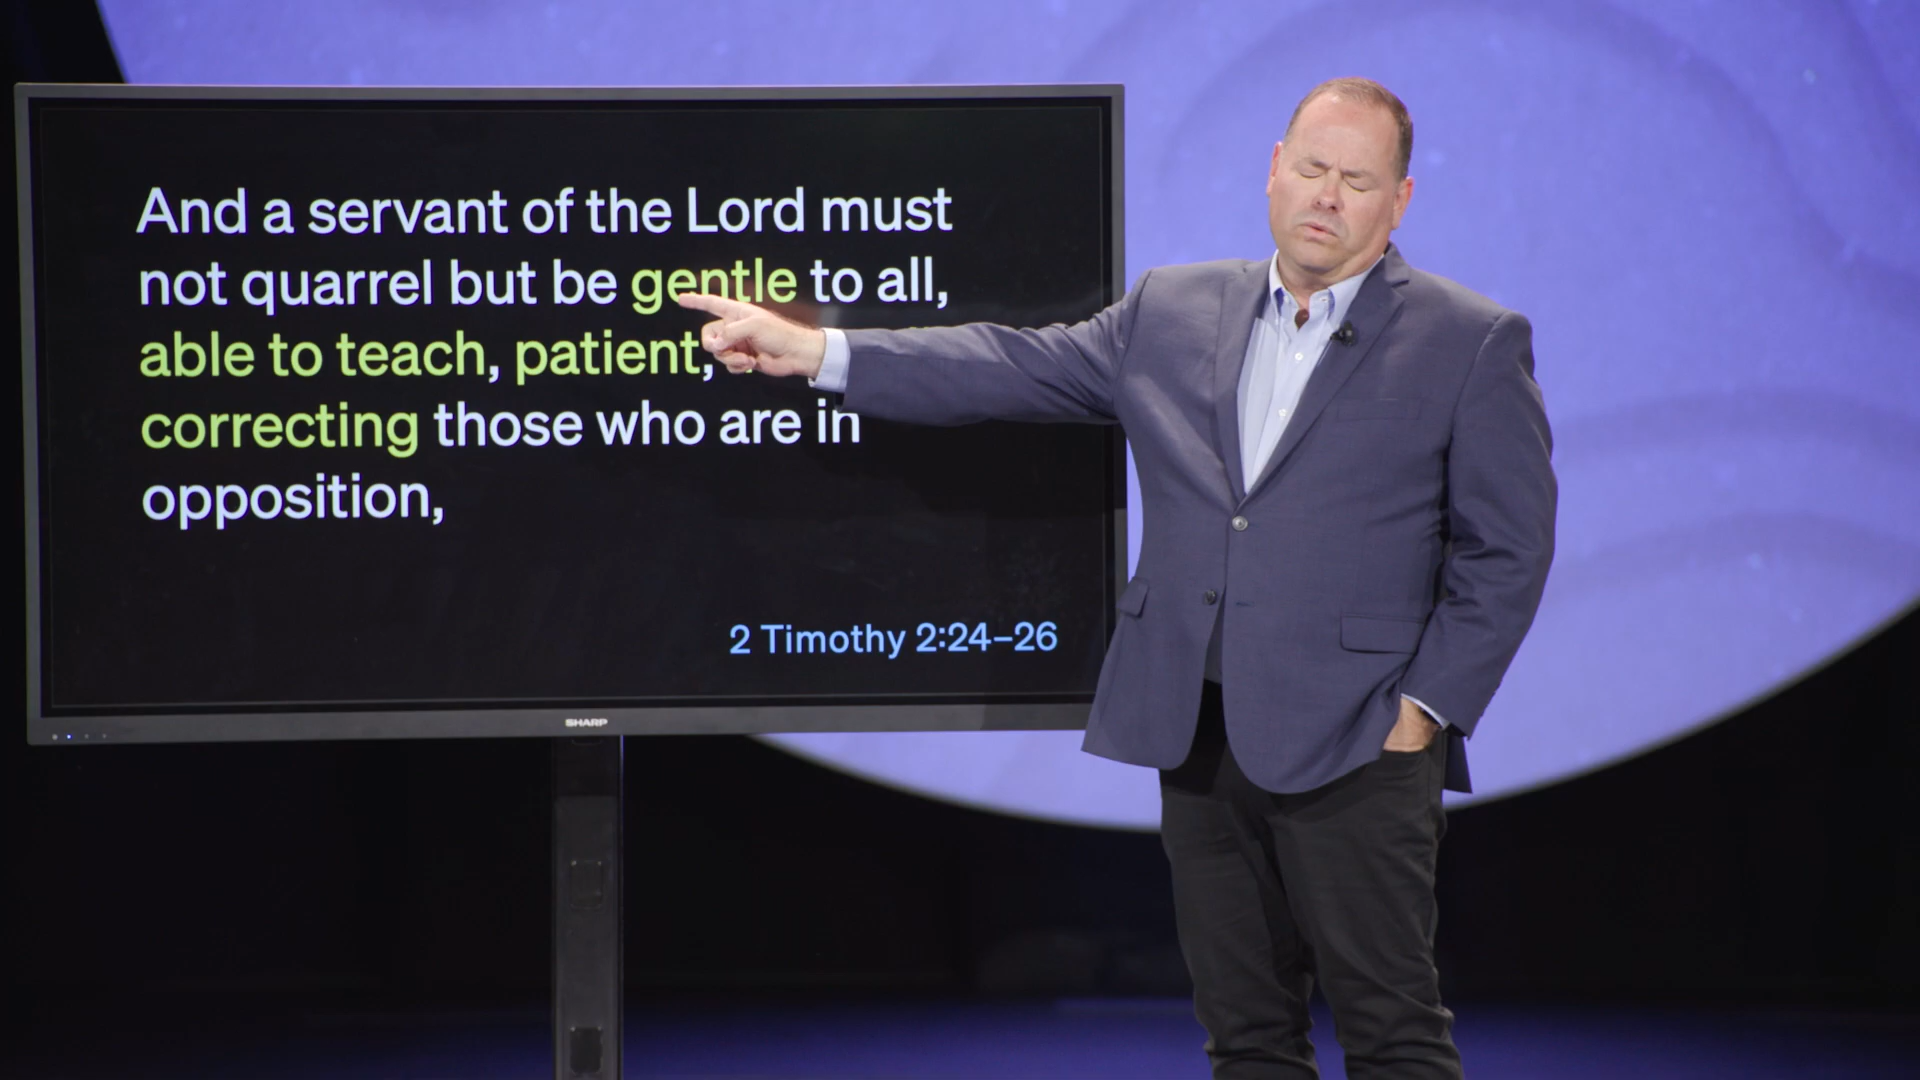 And a servant of the Lord must
not quarrel but be gentle to all,
able to teach, patient,
correcting those who are in
opposition,
2 Timothy 2:24–26
SHARP